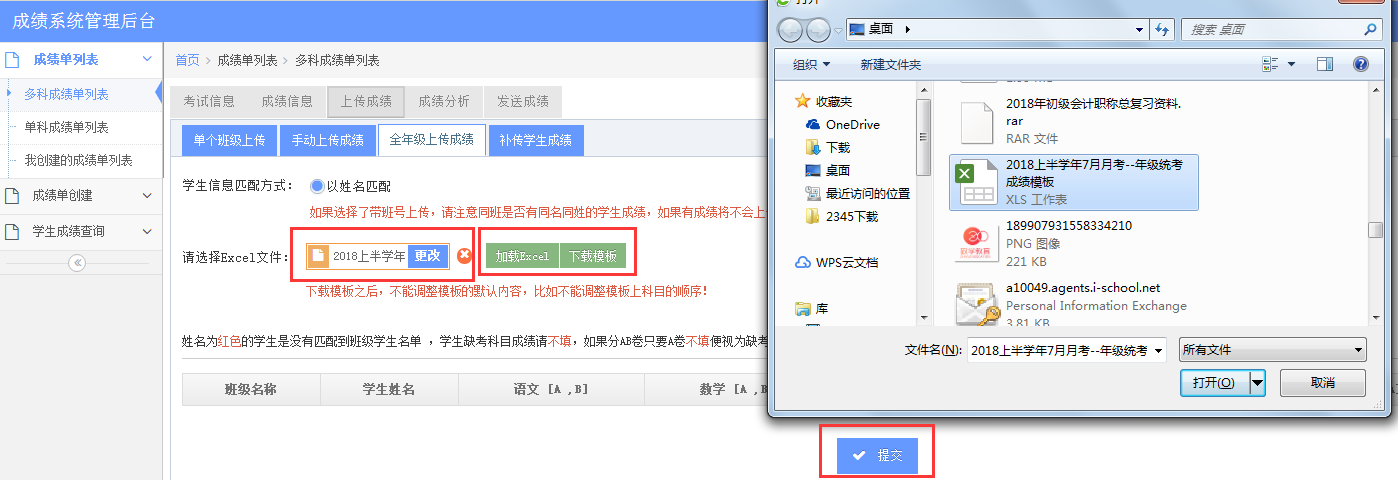 成绩系统管理后台
成绩单列表
多科成绩单列表
单科成绩单列表
我创建的成绩单列表
成绩单创建
学生成绩查询
首页 > 成绩单列表 > 多科成绩单列表
考试信息 成绩信息 上传成绩 成绩分析 发送成绩
单个班级上传 手动上传成绩 全年级上传成绩 补传学生成绩
学生信息匹配方式： 以姓名匹配
如果选择了带班号上传，请注意同班是否有同名同姓的学生成绩，如果有成绩将不会上
请选择Excel文件： 2018上半学年 更改 加载Excel 下载模板
下载模板之后，不能调整模板的默认内容，比如不能调整模板上科目的顺序！
姓名为红色的学生是没有匹配到班级学生名单 ，学生缺考科目成绩请不填，如果分AB卷只要A卷不填便视为缺考
班级名称 学生姓名 语文 [A ,B] 数学 [A ,B
提交
打开
桌面
搜索 桌面
组织 新建文件夹
收藏夹
OneDrive
下载
桌面
最近访问的位置
2345下载
WPS云文档
库
2018年初级会计职称总复习资料.
rar
RAR 文件
2018上半学年7月月考--年级统考
成绩模板
XLS 工作表
189907931558334210
PNG 图像
221 KB
a10049.agents.i-school.net
Personal Information Exchange
3.81 KB
文件名(N): 2018上半学年7月月考--年级统考 所有文件
打开(O) 取消